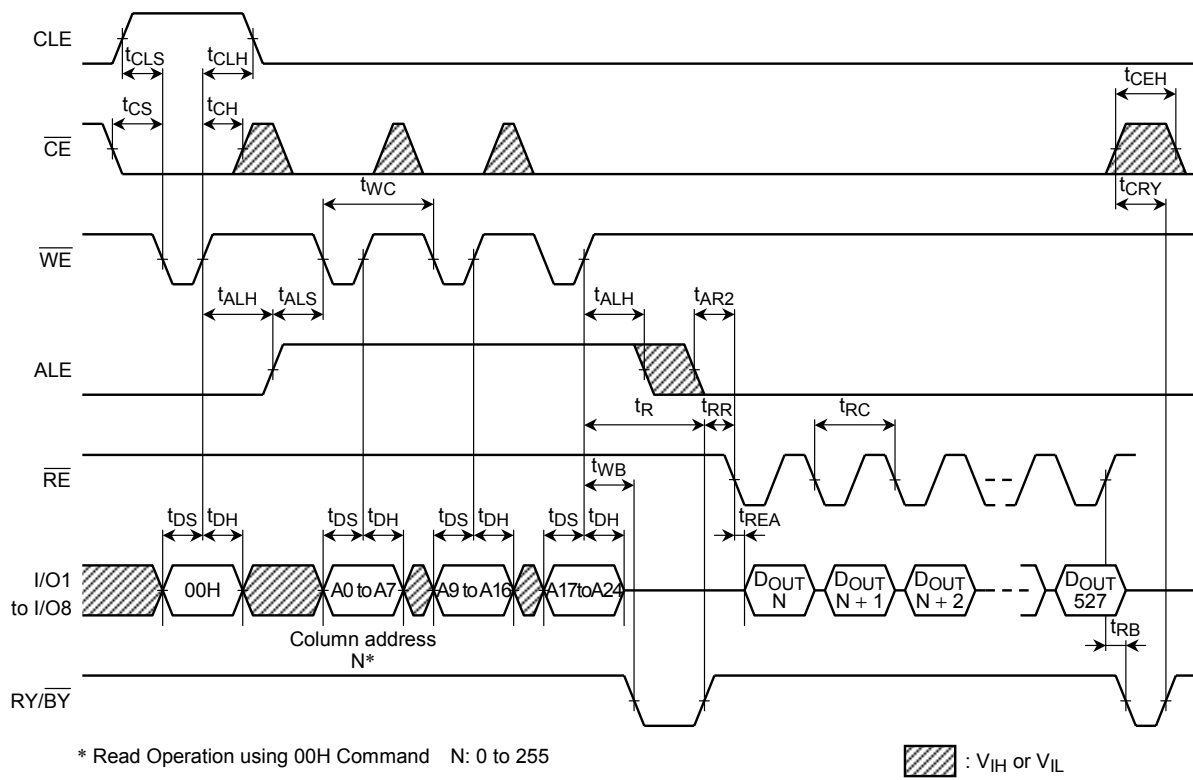 CLE
tCLS tCLH tCEH
tCS tCH
CE
tWC tCRY
WE
tALH tALS tALH tAR2
ALE
tR tRR tRC
RE
tWB
tDS tDH tDS tDH tDS tDH tDS tDH tREA
I/O1
to I/O8
00H A0 to A7 A9 to A16 A17 to A24
DOUT
N
DOUT
N + 1
DOUT
N + 2
DOUT
527
Column address
N*
tRB
RY/BY
* Read Operation using 00H Command N: 0 to 255
: VIH or VIL